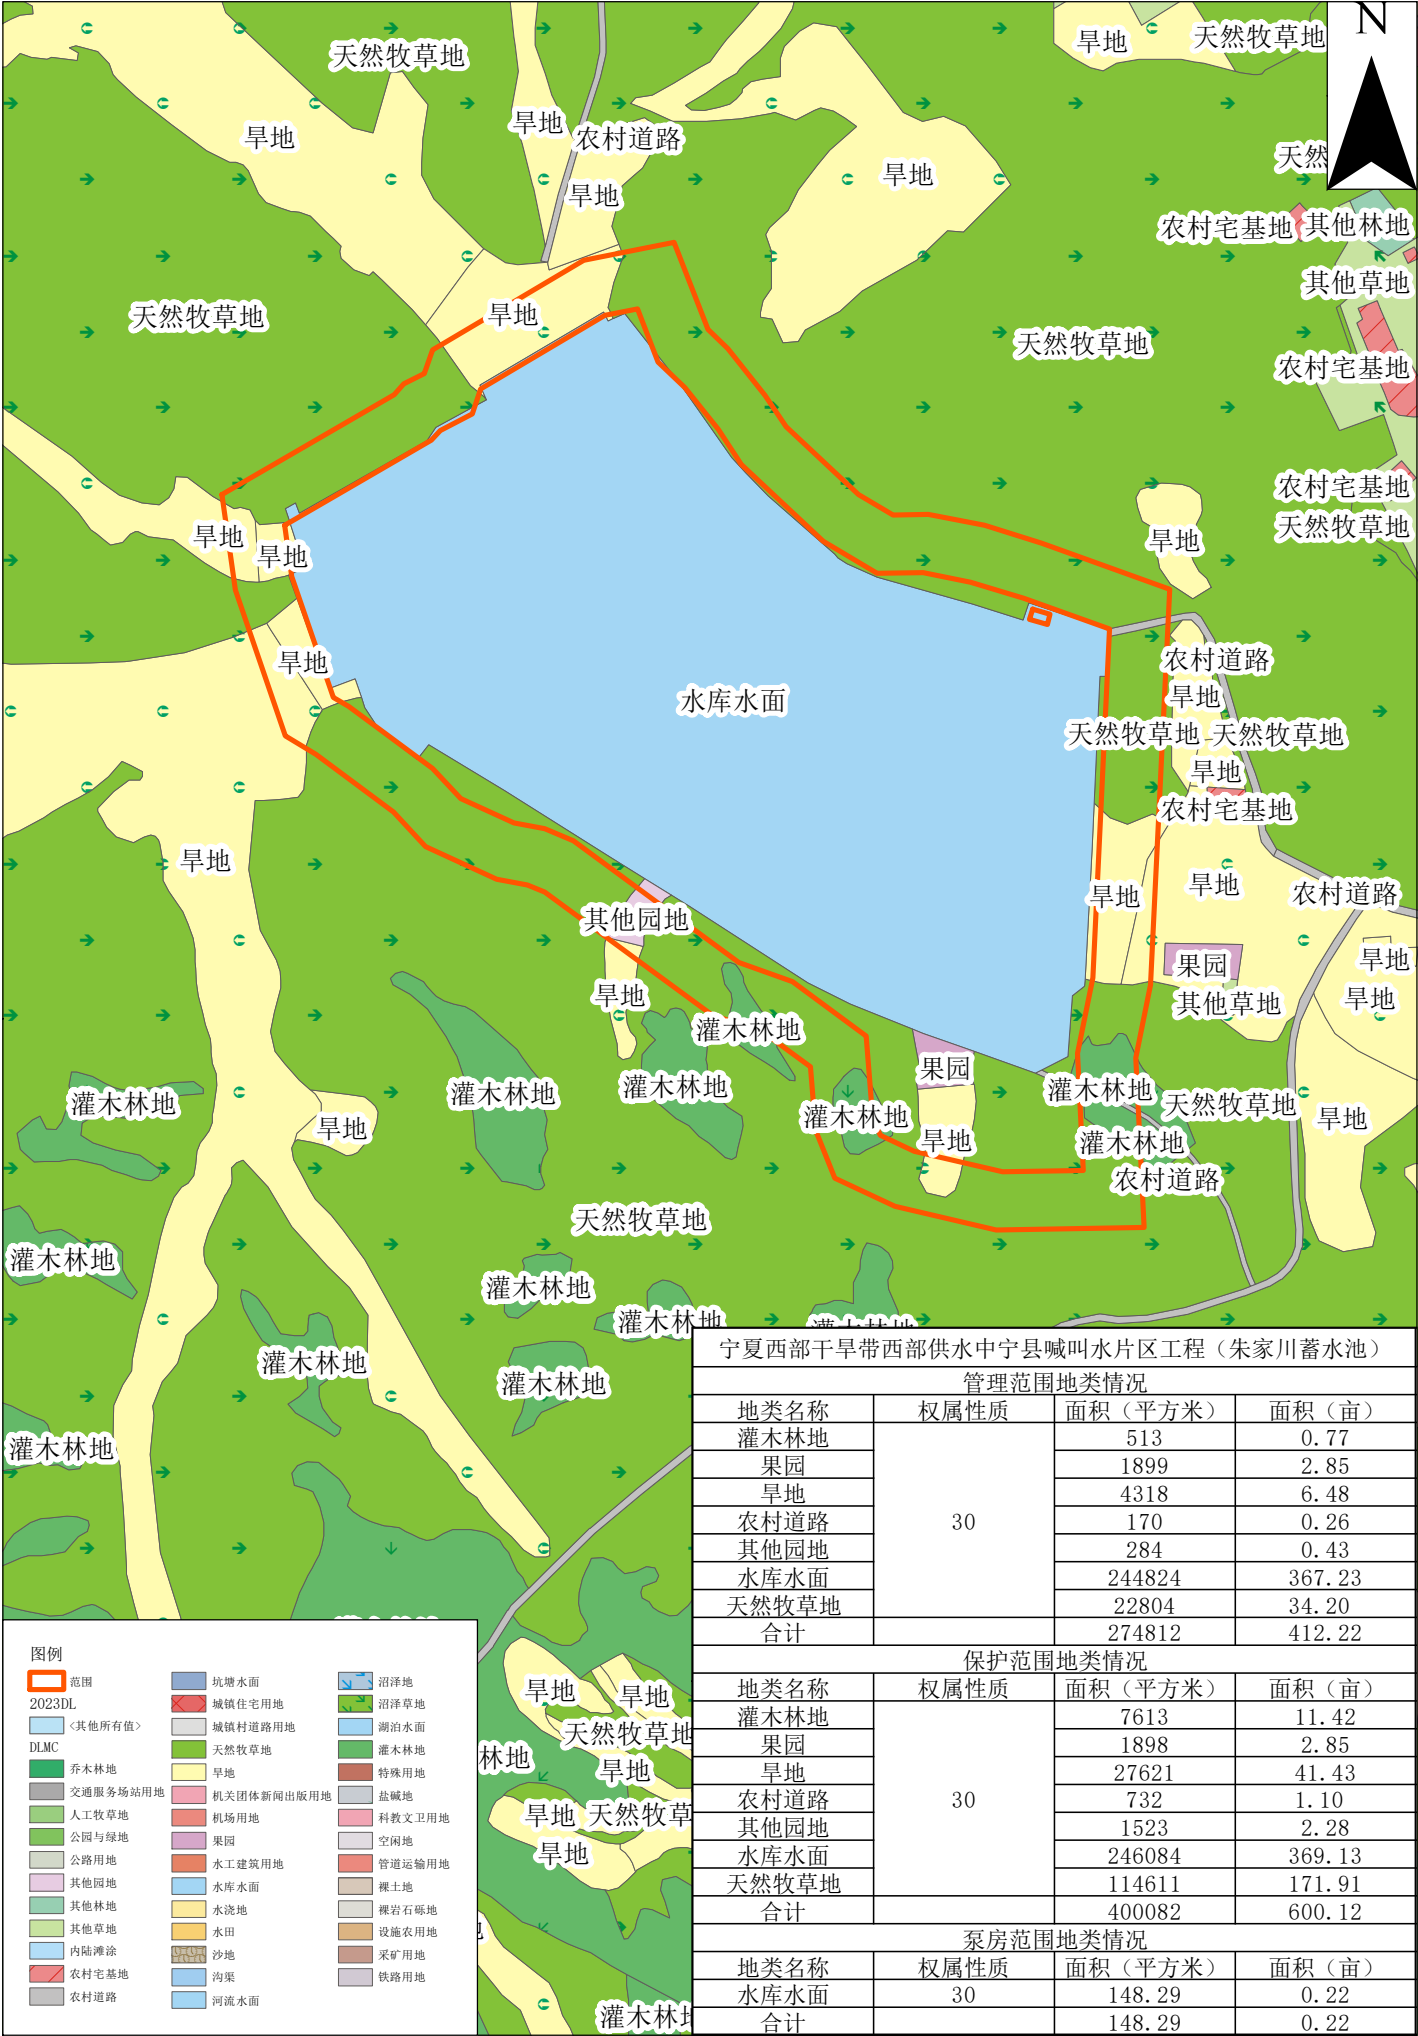 N
天然牧草地
旱地
天然牧草地
旱地
旱地
农村道路
天然
旱地
旱地
农村宅基地
其他林地
其他草地
天然牧草地
旱地
天然牧草地
农村宅基地
农村宅基地
天然牧草地
旱地
旱地
旱地
旱地
农村道路
水库水面
旱地
天然牧草地
天然牧草地
旱地
农村宅基地
旱地
旱地
旱地
农村道路
其他园地
旱地
果园
旱地
其他草地
旱地
灌木林地
果园
灌木林地
灌木林地
灌木林地
灌木林地
天然牧草地
灌木林地
旱地
旱地
旱地
灌木林地
农村道路
天然牧草地
灌木林地
灌木林地
灌木林地
灌木林地
灌木林地
灌木林地
灌木林地
旱地
旱地
天然牧草地
林地
旱地
旱地
天然牧草
旱地
灌木林地
宁夏西部干旱带西部供水中宁县喊叫水片区工程（朱家川蓄水池）
管理范围地类情况
地类名称 权属性质 面积（平方米） 面积（亩）
灌木林地 513 0.77
果园 1899 2.85
旱地 4318 6.48
农村道路 30 170 0.26
其他园地 284 0.43
水库水面 244824 367.23
天然牧草地 22804 34.20
合计 274812 412.22
保护范围地类情况
地类名称 权属性质 面积（平方米） 面积（亩）
灌木林地 7613 11.42
果园 1898 2.85
旱地 27621 41.43
农村道路 30 732 1.10
其他园地 1523 2.28
水库水面 246084 369.13
天然牧草地 114611 171.91
合计 400082 600.12
泵房范围地类情况
地类名称 权属性质 面积（平方米） 面积（亩）
水库水面 30 148.29 0.22
合计 148.29 0.22
图例
范围
2023DL
<其他所有值>
DLMC
乔木林地
交通服务场站用地
人工牧草地
公园与绿地
公路用地
其他园地
其他林地
其他草地
内陆滩涂
农村宅基地
农村道路
坑塘水面
城镇住宅用地
城镇村道路用地
天然牧草地
旱地
机关团体新闻出版用地
机场用地
果园
水工建筑用地
水库水面
水浇地
水田
沙地
沟渠
河流水面
沼泽地
沼泽草地
湖泊水面
灌木林地
特殊用地
盐碱地
科教文卫用地
空闲地
管道运输用地
裸土地
裸岩石砾地
设施农用地
采矿用地
铁路用地